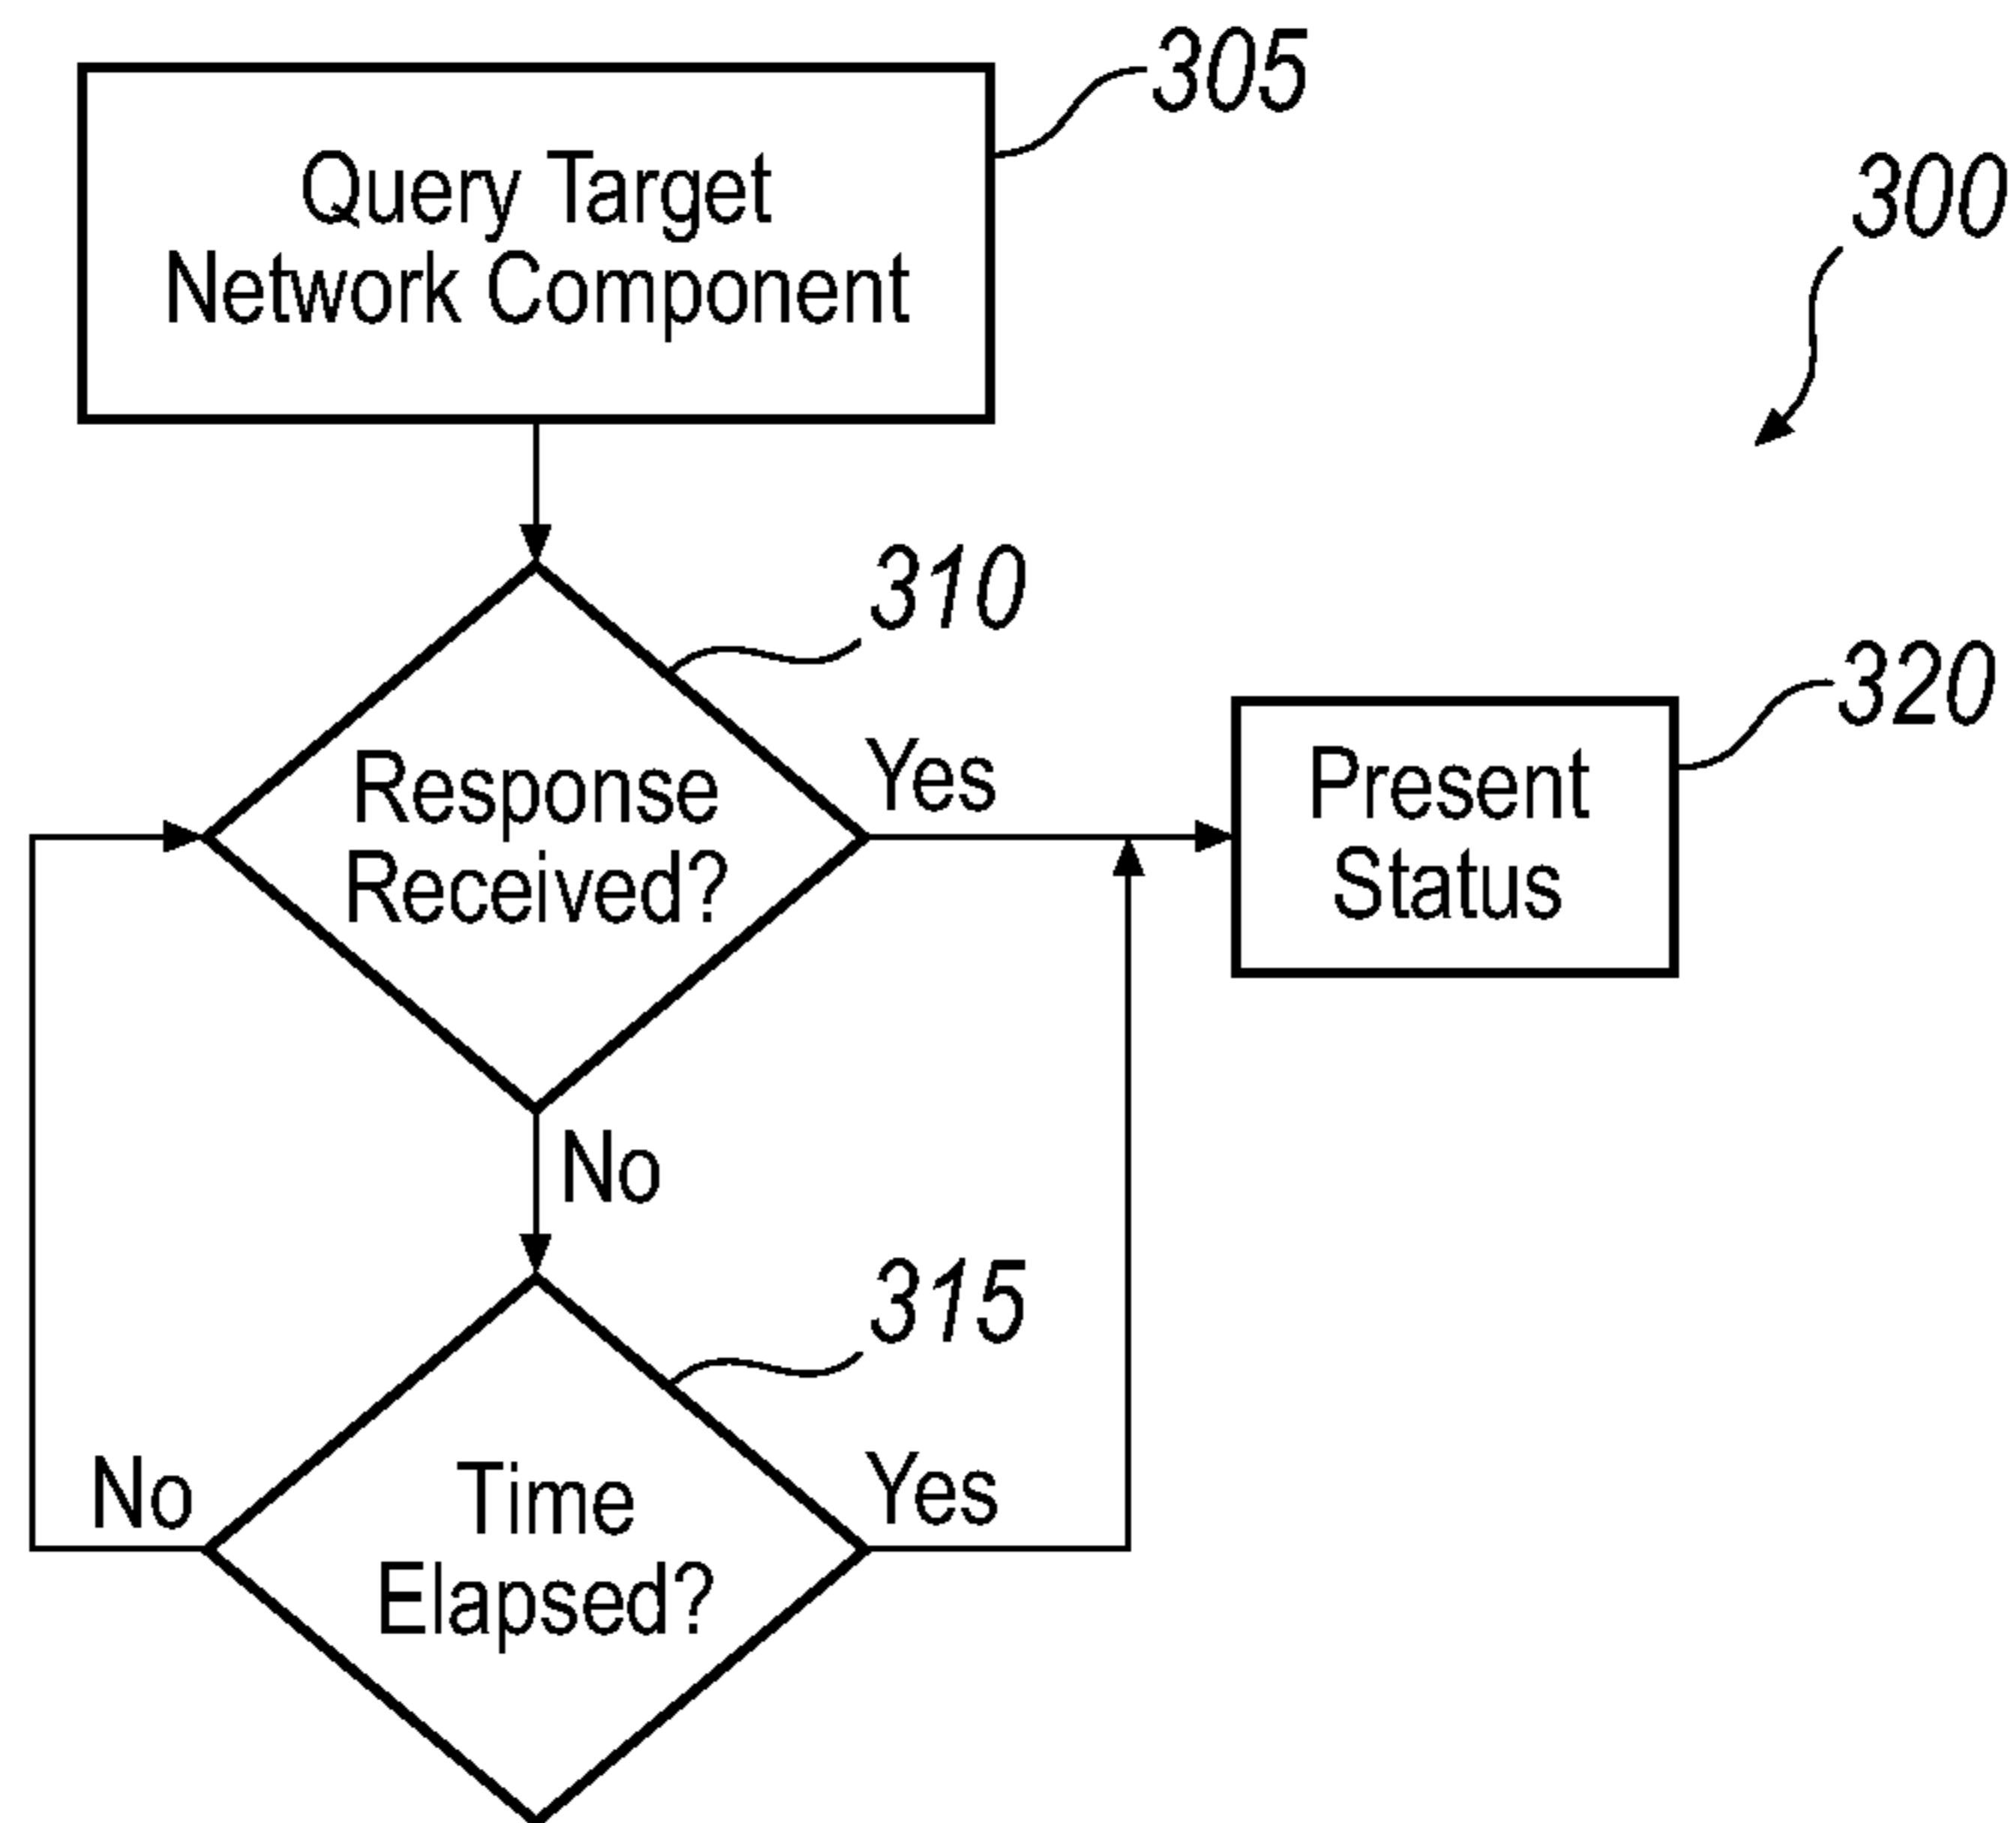 305
Query Target
Network Component
300
310
Response
Received?
Yes
320
Present
Status
No
315
No
Time
Elapsed?
Yes